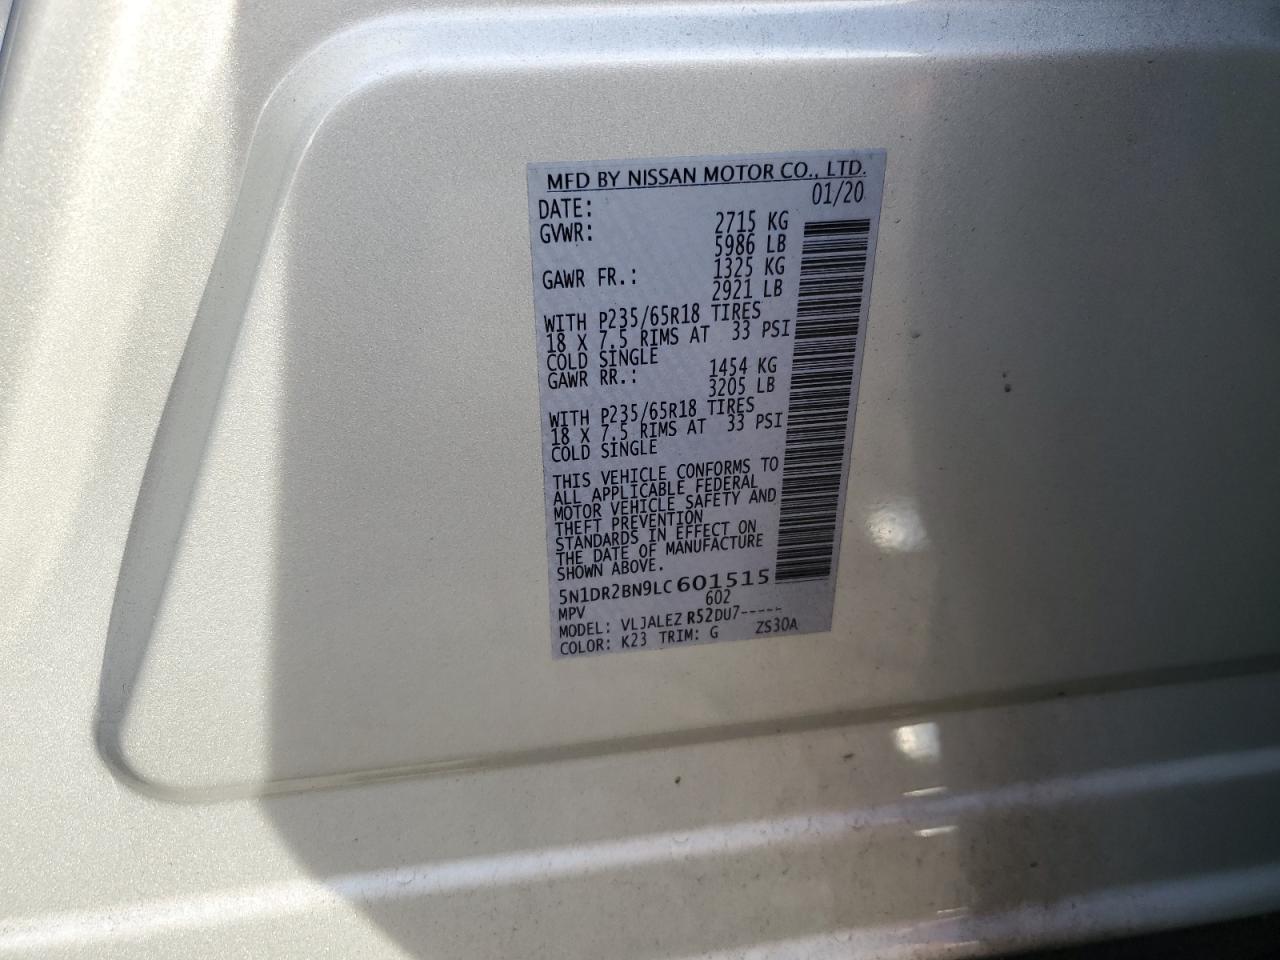 MFD BY NISSAN MOTOR CO., LTD.
DATE: 01/20
GVWR: 2715 KG
5986 LB
GAWR FR.: 1325 KG
2921 LB
WITH P235/65R18 TIRES
18 X 7.5 RIMS AT 33 PSI
COLD SINGLE
GAWR RR.: 1454 KG
3205 LB
WITH P235/65R18 TIRES
18 X 7.5 RIMS AT 33 PSI
COLD SINGLE
THIS VEHICLE CONFORMS TO
ALL APPLICABLE FEDERAL
MOTOR VEHICLE SAFETY AND
THEFT PREVENTION
STANDARDS IN EFFECT ON
THE DATE OF MANUFACTURE
SHOWN ABOVE.
5N1DR2BN9LC601515
MPV 602
MODEL: VLJALEZ R52DU7-----
COLOR: K23 TRIM: G ZS30A